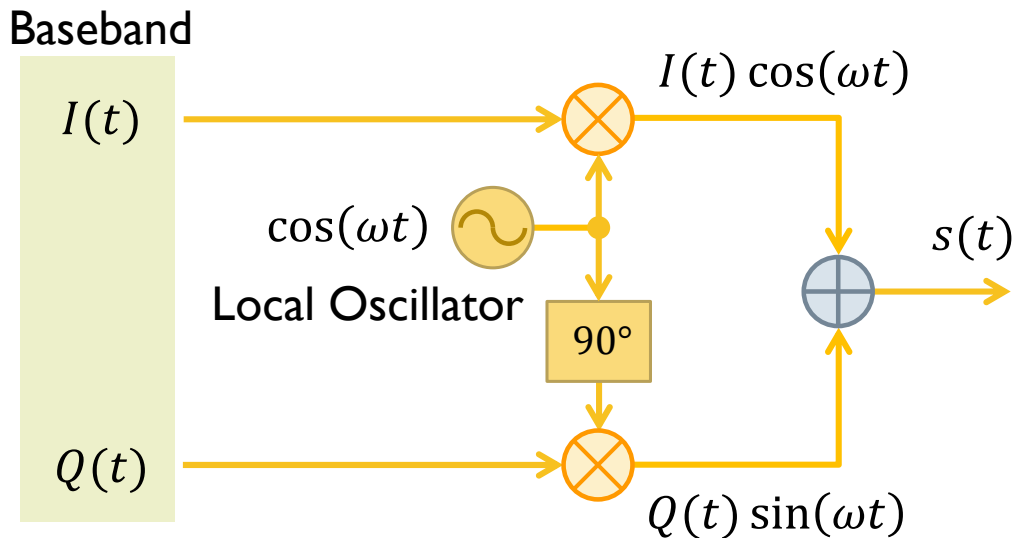 Baseband
I(t)
I(t) cos(ωt)
cos(ωt)
s(t)
Local Oscillator
90°
Q(t)
Q(t) sin(ωt)